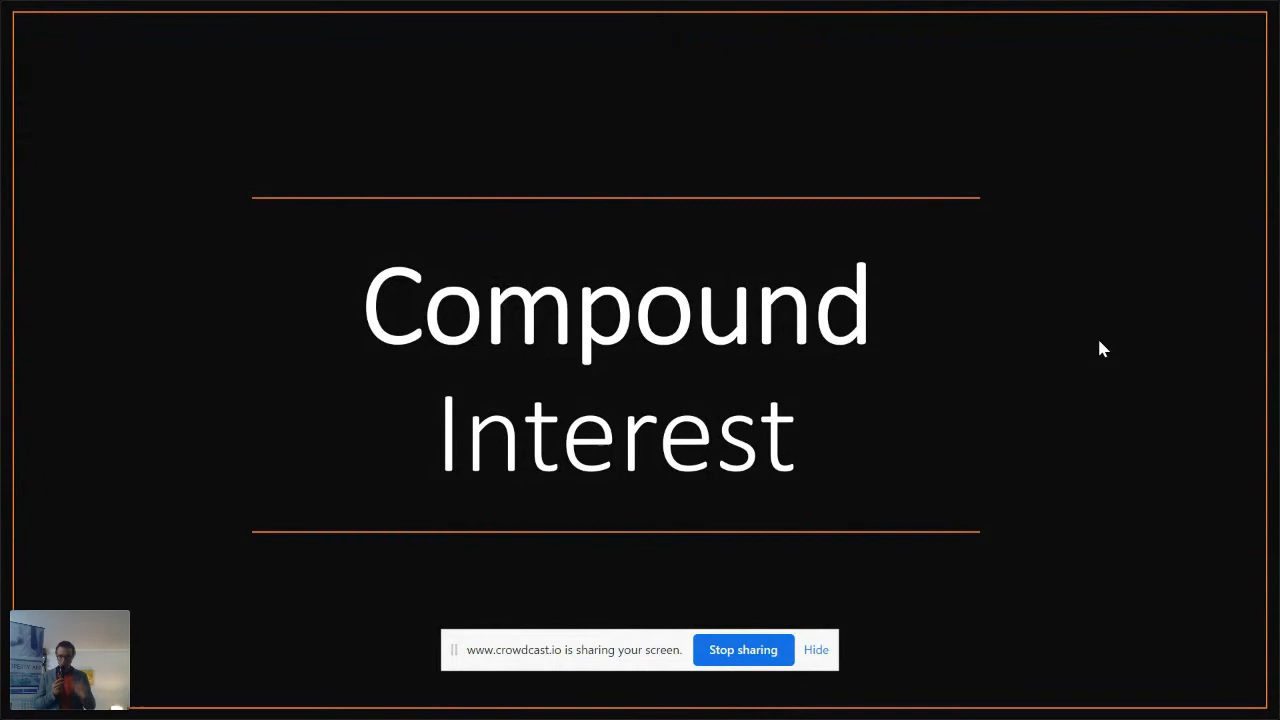 Compound
Interest
www.crowdcast.io is sharing your screen. Stop sharing Hide